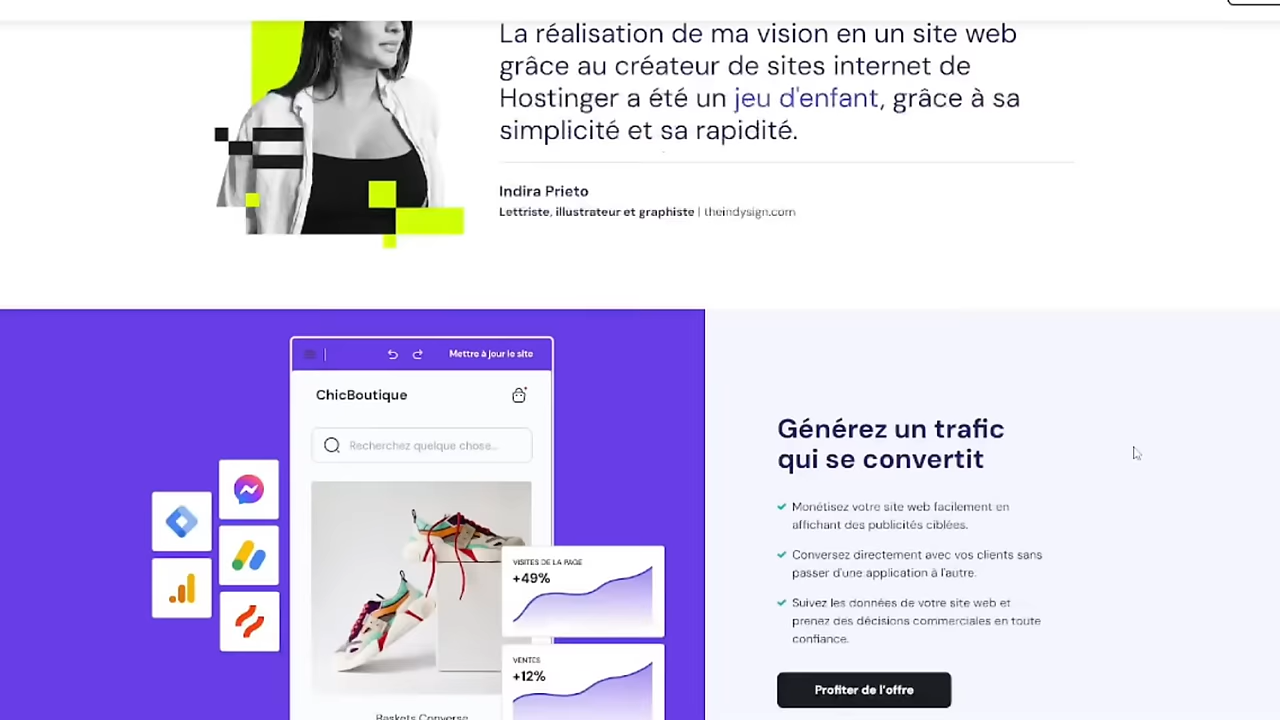 La réalisation de ma vision en un site web
grâce au créateur de sites internet de
Hostinger a été un jeu d'enfant, grâce à sa
simplicité et sa rapidité.
Indira Prieto
Lettriste, illustrateur et graphiste | theindysign.com
Mettre à jour le site
ChicBoutique
Recherchez quelque chose...
VISITES DE LA PAGE
+49%
VENTES
+12%
Baskets Converse
Générez un trafic
qui se convertit
Monétisez votre site web facilement en
affichant des publicités ciblées.
Conversez directement avec vos clients sans
passer d'une application à l'autre.
Suivez les données de votre site web et
prenez des décisions commerciales en toute
confiance.
Profiter de l'offre